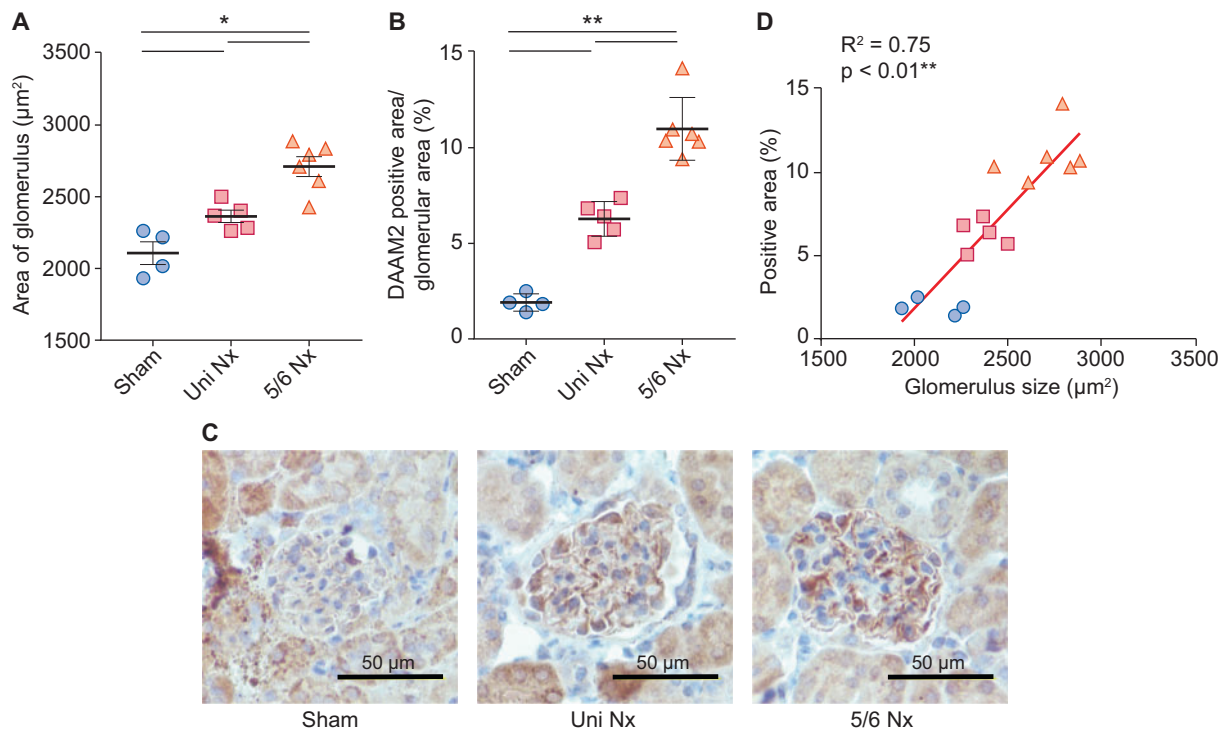 A
*
Area of glomerulus (µm²)
3500
3000
2500
2000
1500
Sham
Uni Nx
5/6 Nx
B
**
DAAM2 positive area/
glomerular area (%)
15
10
5
0
Sham
Uni Nx
5/6 Nx
D
R² = 0.75
p < 0.01**
Positive area (%)
15
10
5
0
1500
2000
2500
3000
3500
Glomerulus size (µm²)
C
50 µm
50 µm
50 µm
Sham
Uni Nx
5/6 Nx